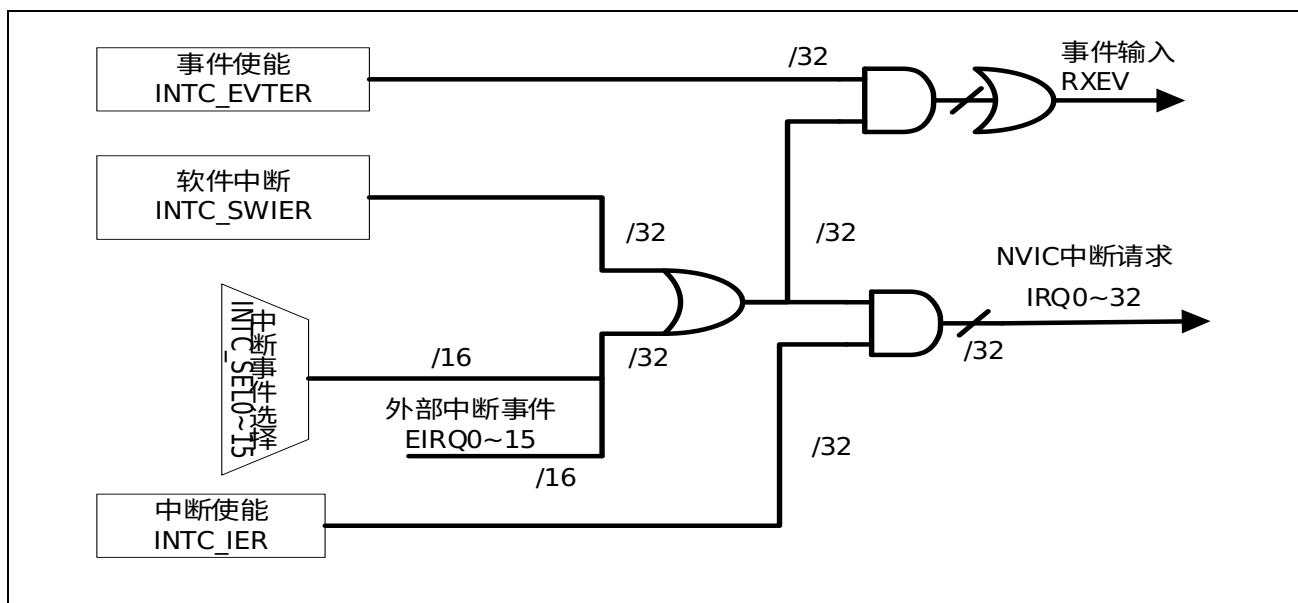 事件使能
INTC_EVTER
/32
事件输入
RXEV
软件中断
INTC_SWIER
/32
/32
NVIC中断请求
IRQ0~32
/32
中断事件选择
INTC_SEL0~15
/16
/32
外部中断事件
EIRQ0~15
/16
/32
中断使能
INTC_IER